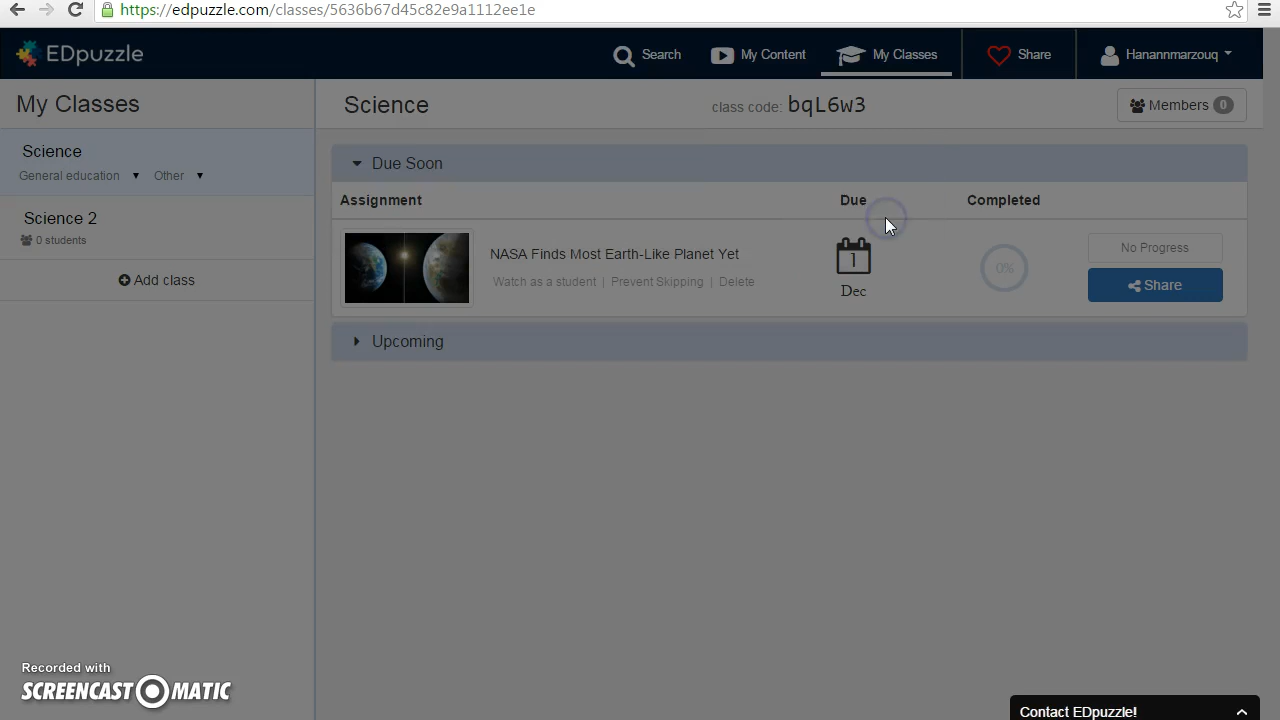 https://edpuzzle.com/classes/5636b67d45c82e9a1112ee1e
EDpuzzle
Search
My Content
My Classes
Share
Hanannmarzouq
My Classes
Science
General education
Other
Science 2
0 students
Add class
Science
class code: bqL6w3
Members 0
Due Soon
Assignment
Due
Completed
NASA Finds Most Earth-Like Planet Yet
Watch as a student | Prevent Skipping | Delete
1
Dec
0%
No Progress
Share
Upcoming
Recorded with
SCREENCAST MATIC
Contact EDpuzzle!